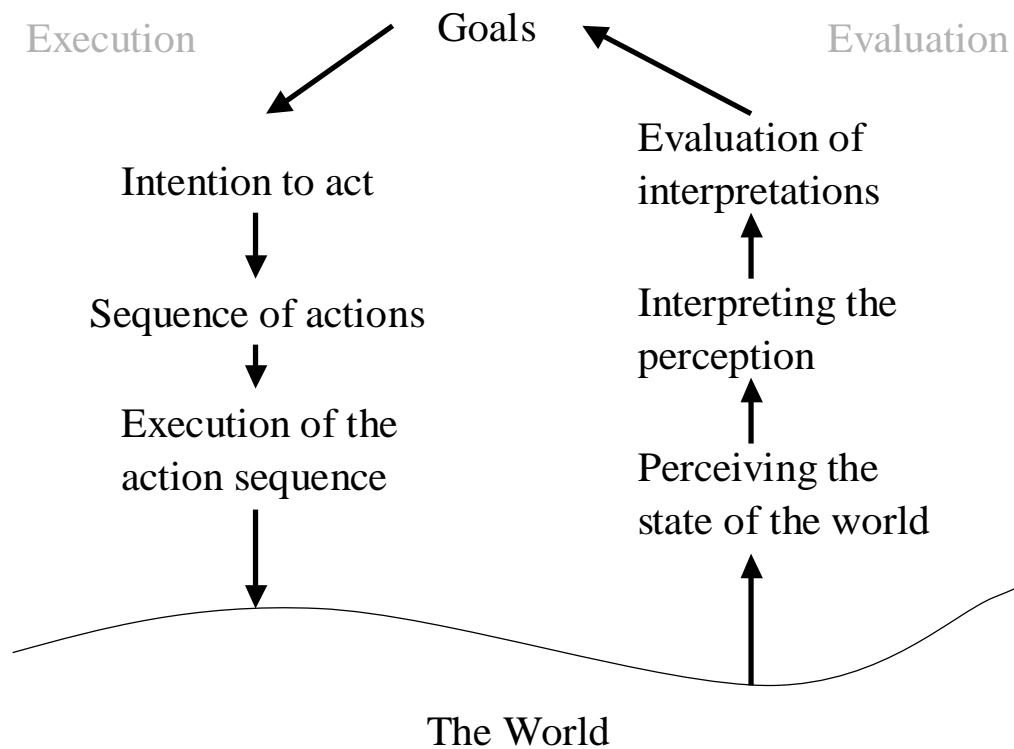 Execution
Goals
Evaluation
Intention to act
Sequence of actions
Execution of the
action sequence
Evaluation of
interpretations
Interpreting the
perception
Perceiving the
state of the world
The World